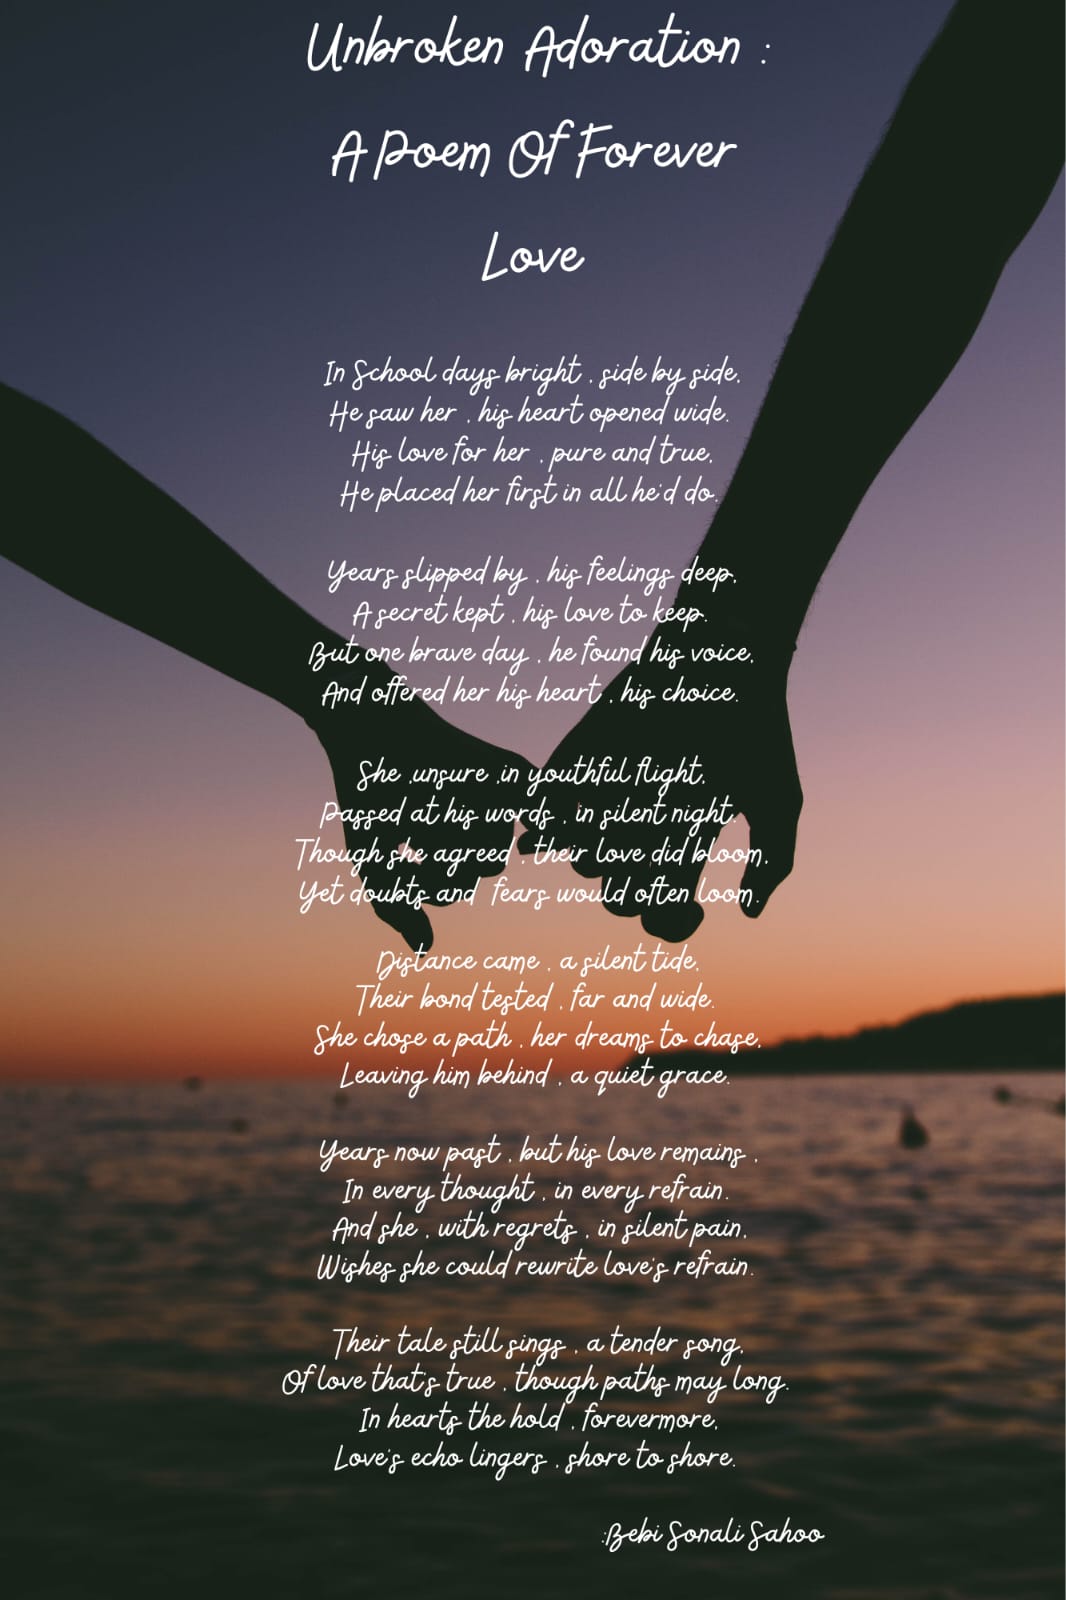 Unbroken Adoration :
A Poem Of Forever
Love
In School days bright , side by side,
He saw her , his heart opened wide.
His love for her , pure and true,
He placed her first in all he'd do.
Years slipped by , his feelings deep,
A secret kept , his love to keep.
But one brave day , he found his voice,
And offered her his heart , his choice.
She ,unsure ,in youthful flight,
Passed at his words , in silent night.
Though she agreed , their love did bloom,
Yet doubts and fears would often loom.
Distance came , a silent tide,
Their bond tested , far and wide.
She chose a path , her dreams to chase,
Leaving him behind , a quiet grace.
Years now past , but his love remains ,
In every thought , in every refrain.
And she , with regrets , in silent pain,
Wishes she could rewrite love's refrain.
Their tale still sings , a tender song,
Of love that's true , though paths may long.
In hearts the hold , forevermore,
Love's echo lingers , shore to shore.
:Bebi Sonali Sahoo